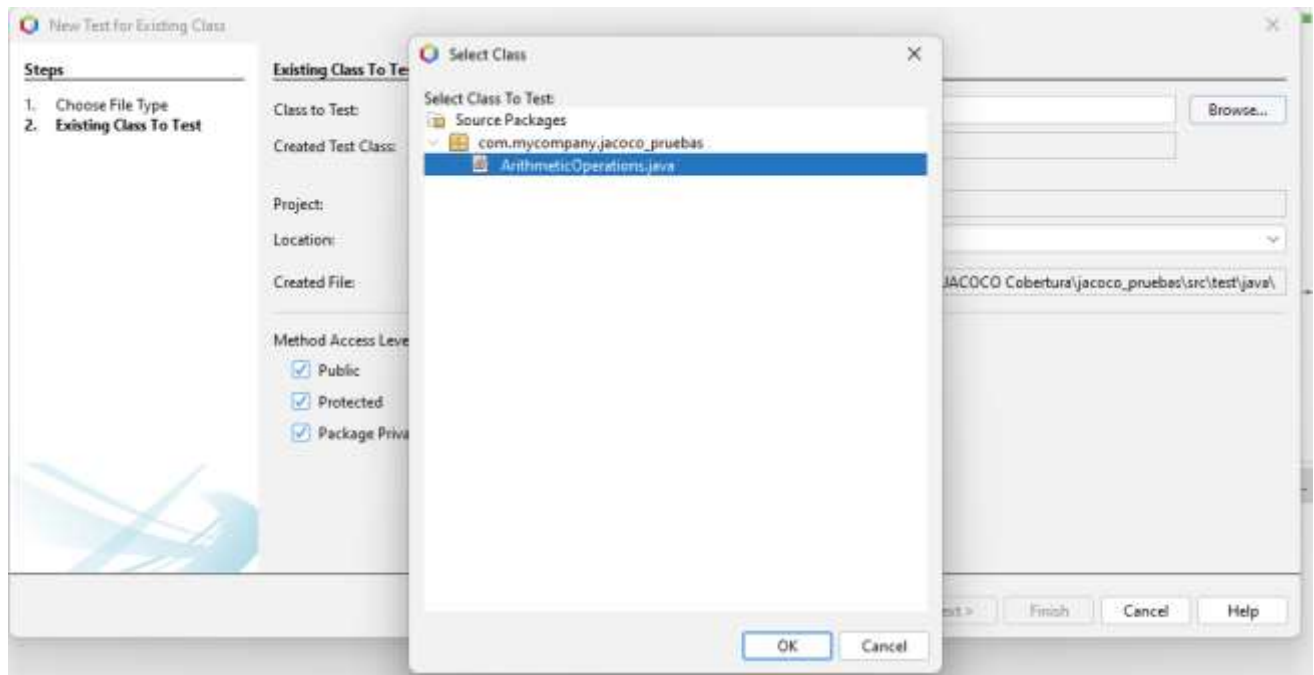 New Test for Existing Class
Steps
1. Choose File Type
2. Existing Class To Test
Existing Class To Te
Class to Test:
Browse...
Created Test Class:
Project:
Location:
Created File:
JACOCO Cobertura\jacoco_pruebas\src\test\java\
Method Access Leve
Public
Protected
Package Priva
Select Class
Select Class To Test:
Source Packages
com.mycompany.jacoco_pruebas
ArithmeticOperations.java
OK
Cancel
ext >
Finish
Cancel
Help